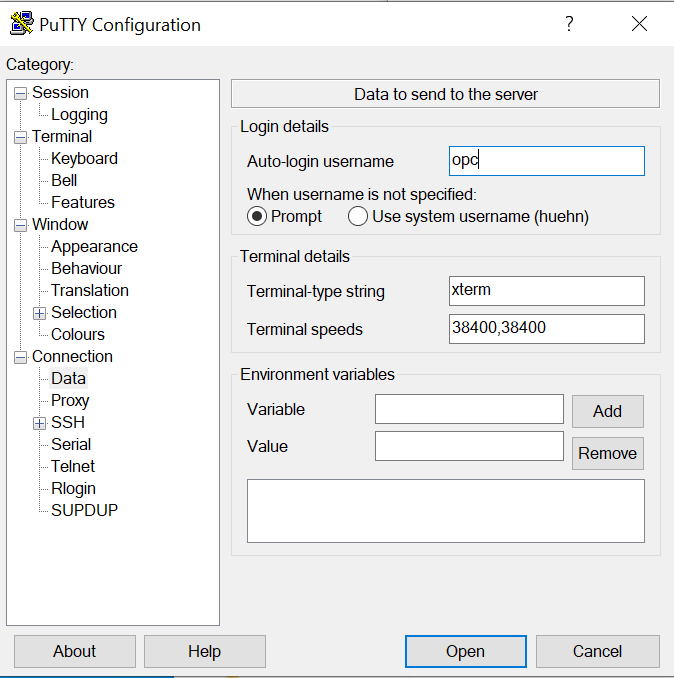 PuTTY Configuration
?
Category:
Session
Logging
Terminal
Keyboard
Bell
Features
Window
Appearance
Behaviour
Translation
Selection
Colours
Connection
Data
Proxy
SSH
Serial
Telnet
Rlogin
SUPDUP
Data to send to the server
Login details
Auto-login username opc
When username is not specified:
Prompt Use system username (huehn)
Terminal details
Terminal-type string xterm
Terminal speeds 38400,38400
Environment variables
Variable Add
Value Remove
About Help Open Cancel